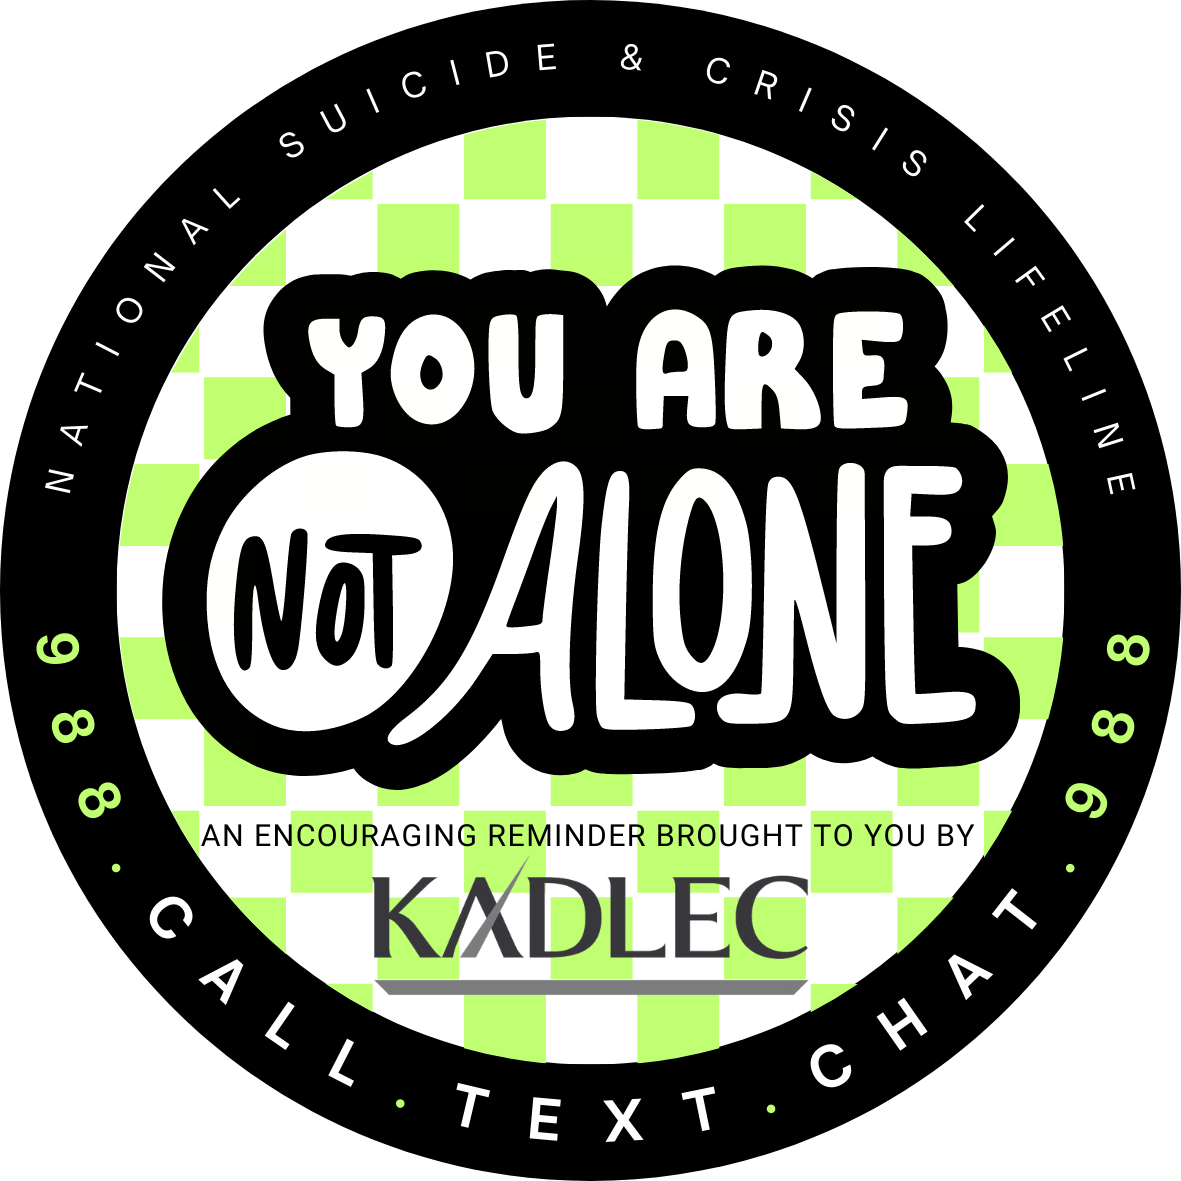 NATIONAL SUICIDE & CRISIS LIFELINE
YOU ARE
NOT ALONE
AN ENCOURAGING REMINDER BROUGHT TO YOU BY
KADLEC
988 · CALL · TEXT · CHAT · 988